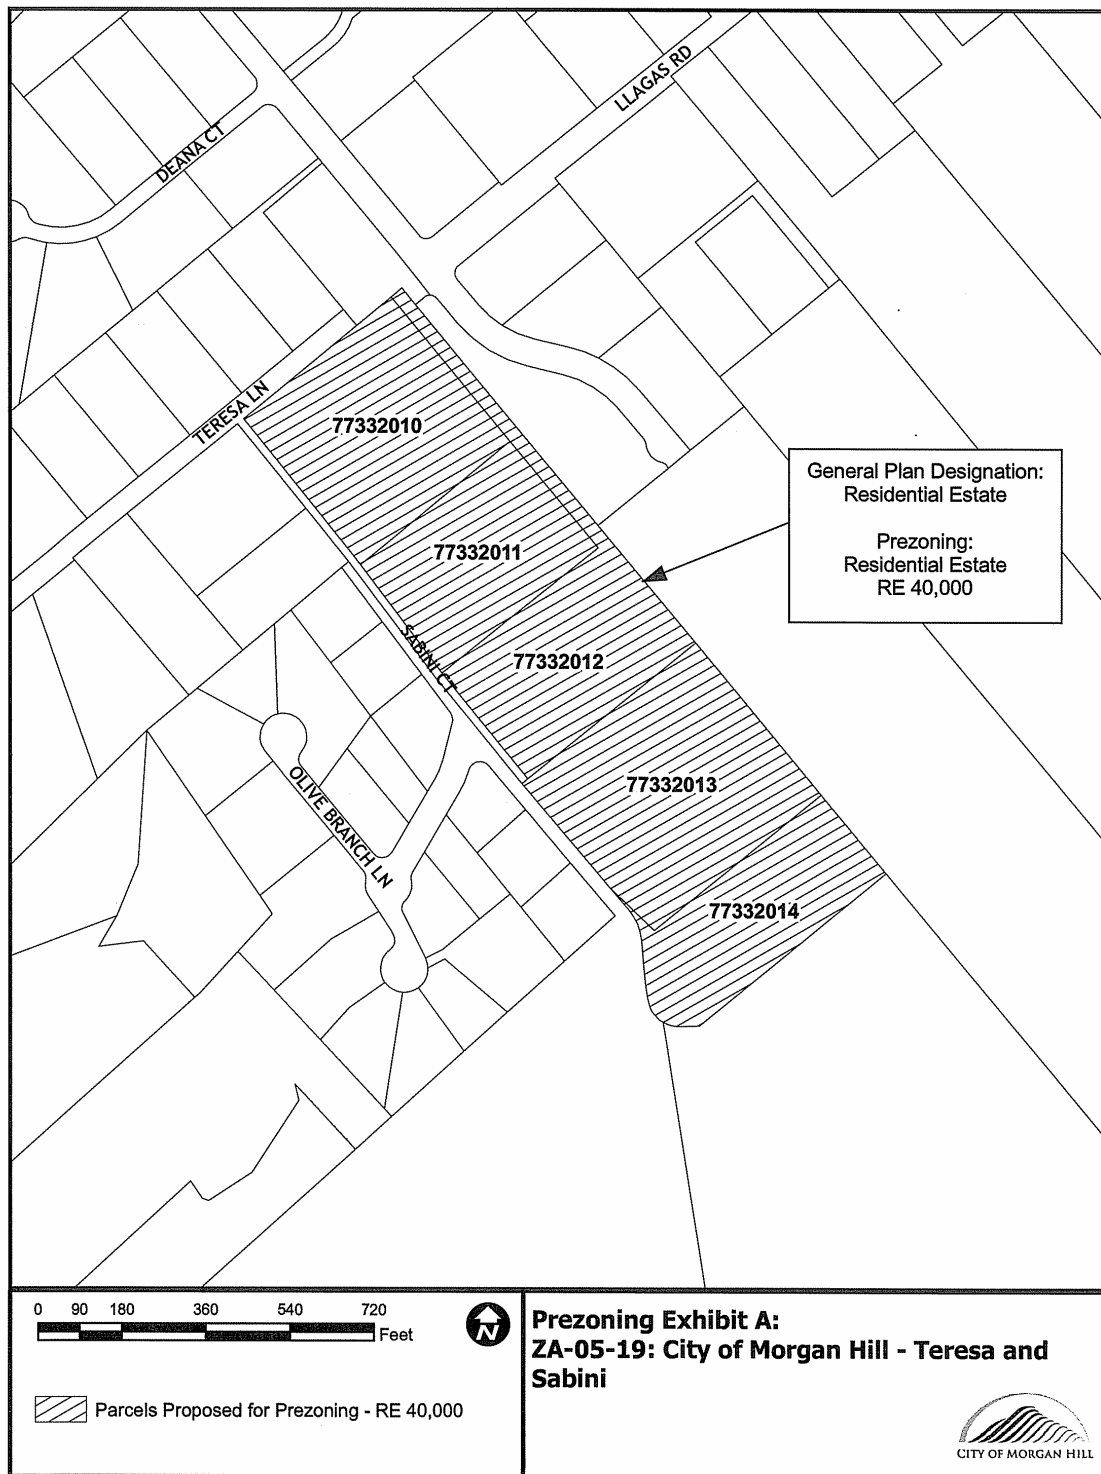 LLAGAS RD
DEANA CT
TERESA LN
77332010
General Plan Designation:
Residential Estate
Prezoning:
Residential Estate
RE 40,000
77332011
SABINI CT
77332012
OLIVE BRANCH LN
77332013
77332014
0 90 180 360 540 720
Feet
N
Parcels Proposed for Prezoning - RE 40,000
Prezoning Exhibit A:
ZA-05-19: City of Morgan Hill - Teresa and
Sabini
CITY OF MORGAN HILL